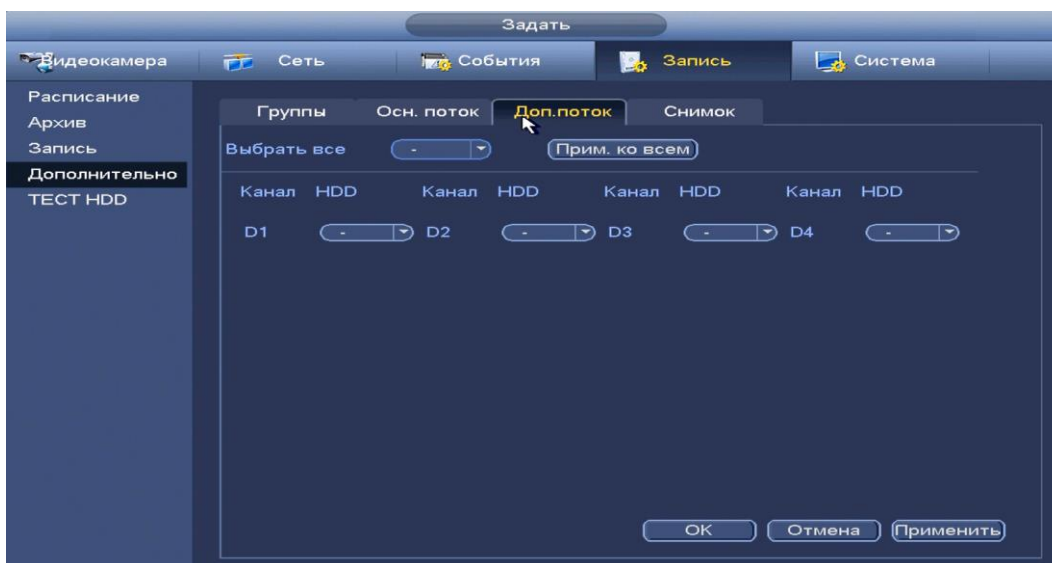 Задать
Видеокамера Сеть События Запись Система
Расписание
Архив
Запись
Дополнительно
ТЕСТ HDD
Группы Осн. поток Доп.поток Снимок
Выбрать все - Прим. ко всем
Канал HDD Канал HDD Канал HDD Канал HDD
D1 - D2 - D3 - D4 -
OK Отмена Применить